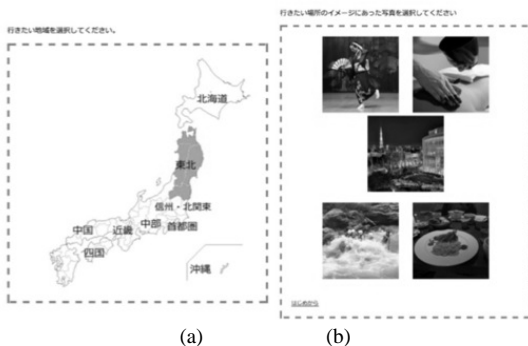 行きたい地域を選択してください。
北海道
東北
信州・北関東
中国
近畿
中部
首都圏
四国
沖縄
(a)
行きたい場所のイメージにあった写真を選択してください
はじめから
(b)